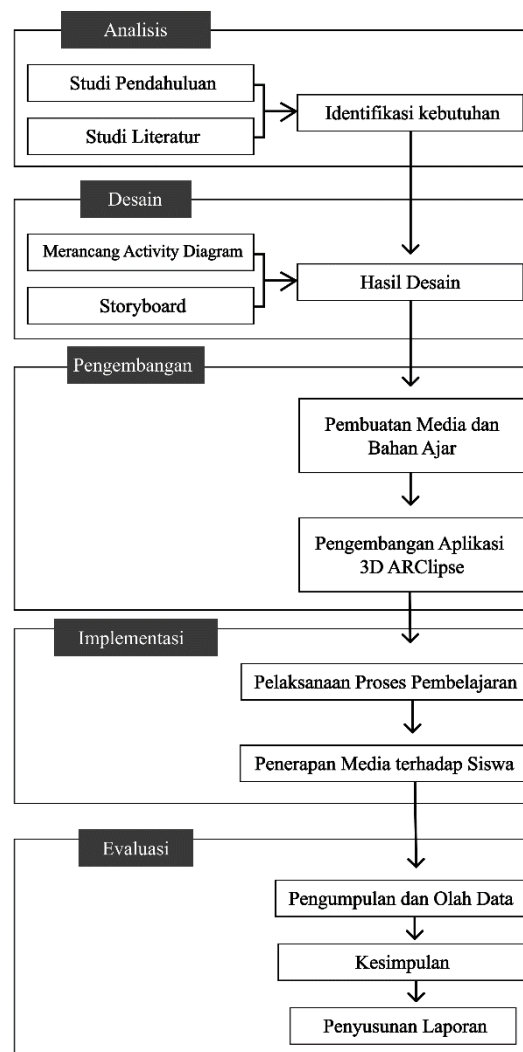 Analisis
Studi Pendahuluan
Studi Literatur
Identifikasi kebutuhan
Desain
Merancang Activity Diagram
Storyboard
Hasil Desain
Pengembangan
Pembuatan Media dan
Bahan Ajar
Pengembangan Aplikasi
3D ARClipse
Implementasi
Pelaksanaan Proses Pembelajaran
Penerapan Media terhadap Siswa
Evaluasi
Pengumpulan dan Olah Data
Kesimpulan
Penyusunan Laporan